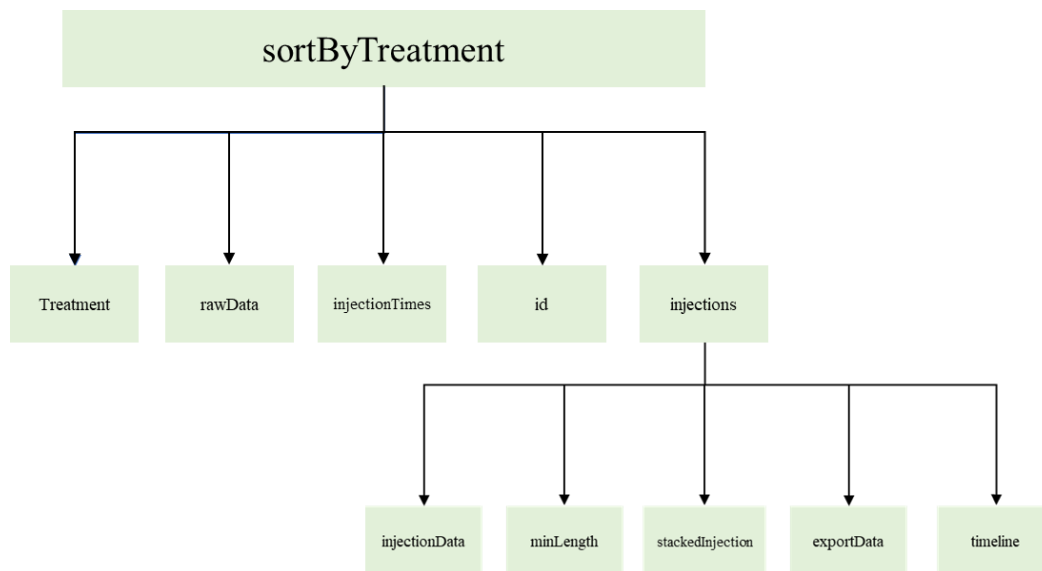 sortByTreatment
Treatment
rawData
injectionTimes
id
injections
injectionData
minLength
stackedInjection
exportData
timeline